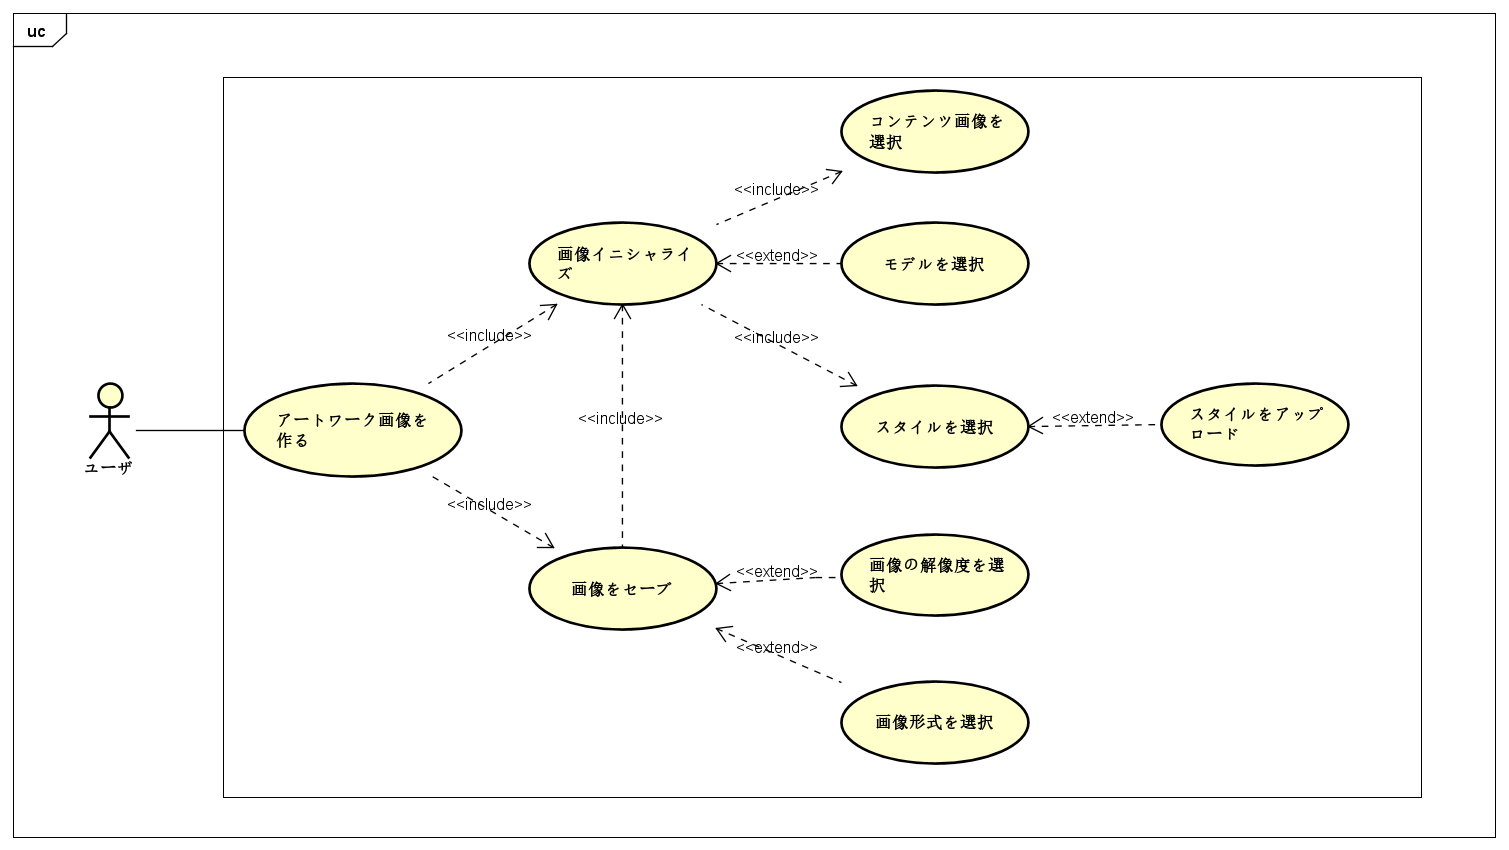 uc
コンテンツ画像を
選択
<<include>>
画像イニシャライ
ズ
<<extend>>
モデルを選択
<<include>>
<<include>>
ユーザ
アートワーク画像を
作る
<<include>>
スタイルを選択
<<extend>>
スタイルをアップ
ロード
<<include>>
画像をセーブ
<<extend>>
画像の解像度を選
択
<<extend>>
画像形式を選択